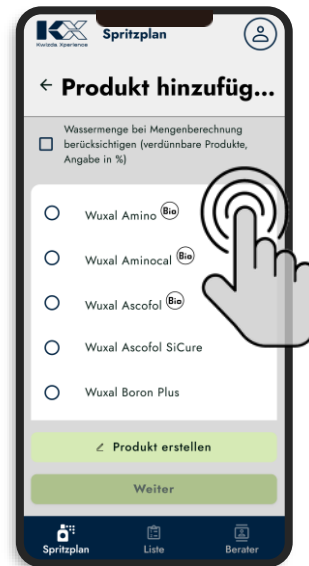 KX
Kwizda Xperience
Spritzplan
← Produkt hinzufüg...
Wassermenge bei Mengenberechnung
berücksichtigen (verdünnbare Produkte,
Angabe in %)
Wuxal Amino Bio
Wuxal Aminocal Bio
Wuxal Ascofol Bio
Wuxal Ascofol SiCure
Wuxal Boron Plus
Produkt erstellen
Weiter
Spritzplan Liste Berater